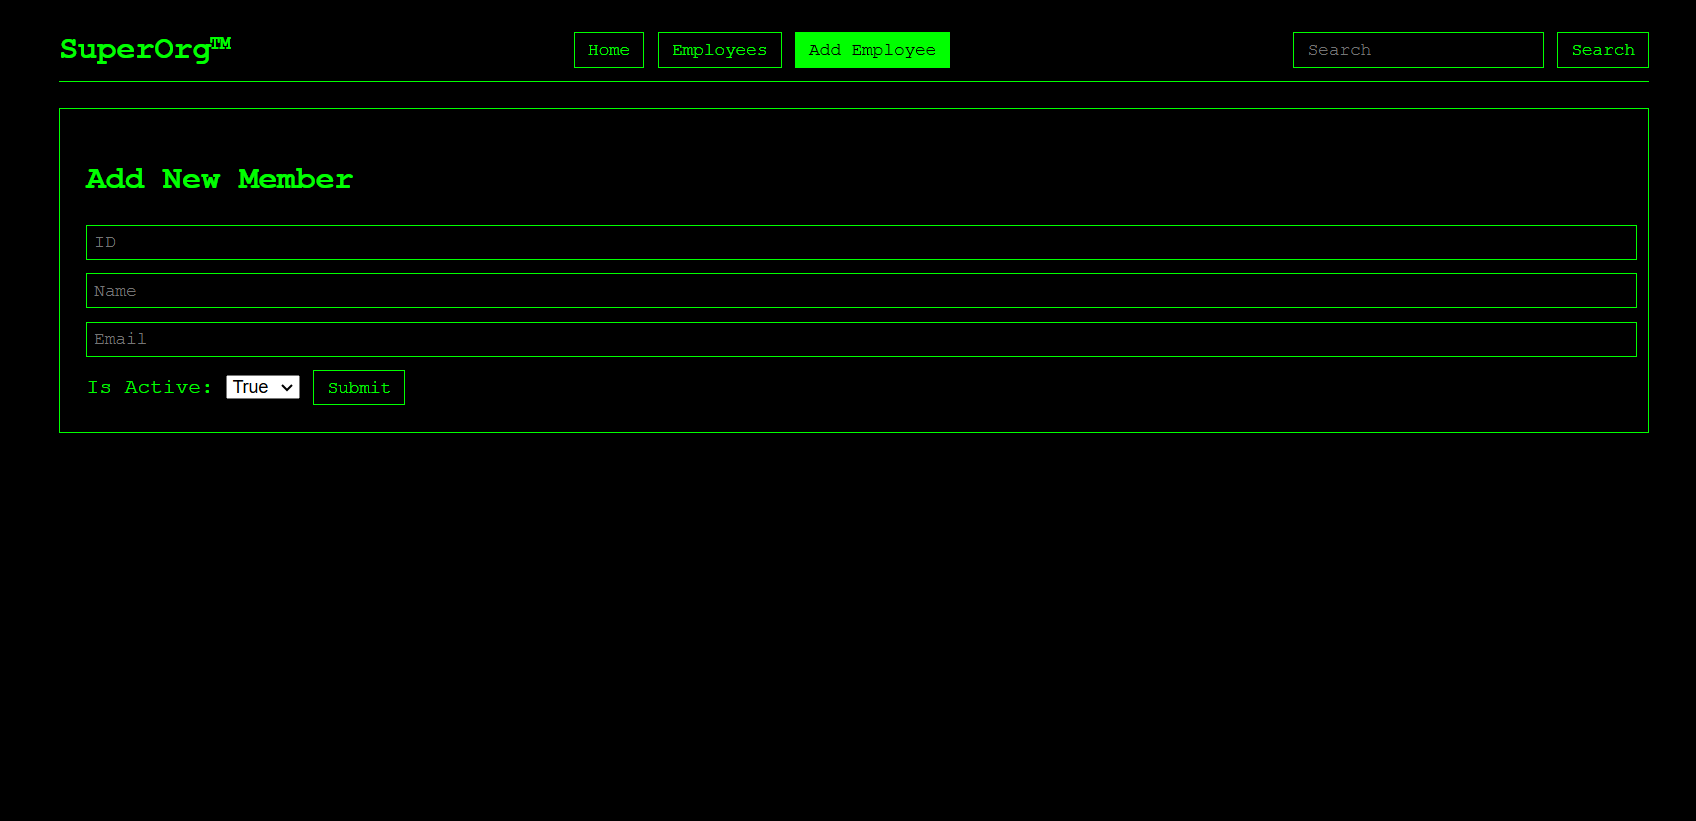 SuperOrg™ Home Employees Add Employee Search Search
Add New Member
ID
Name
Email
Is Active: True Submit